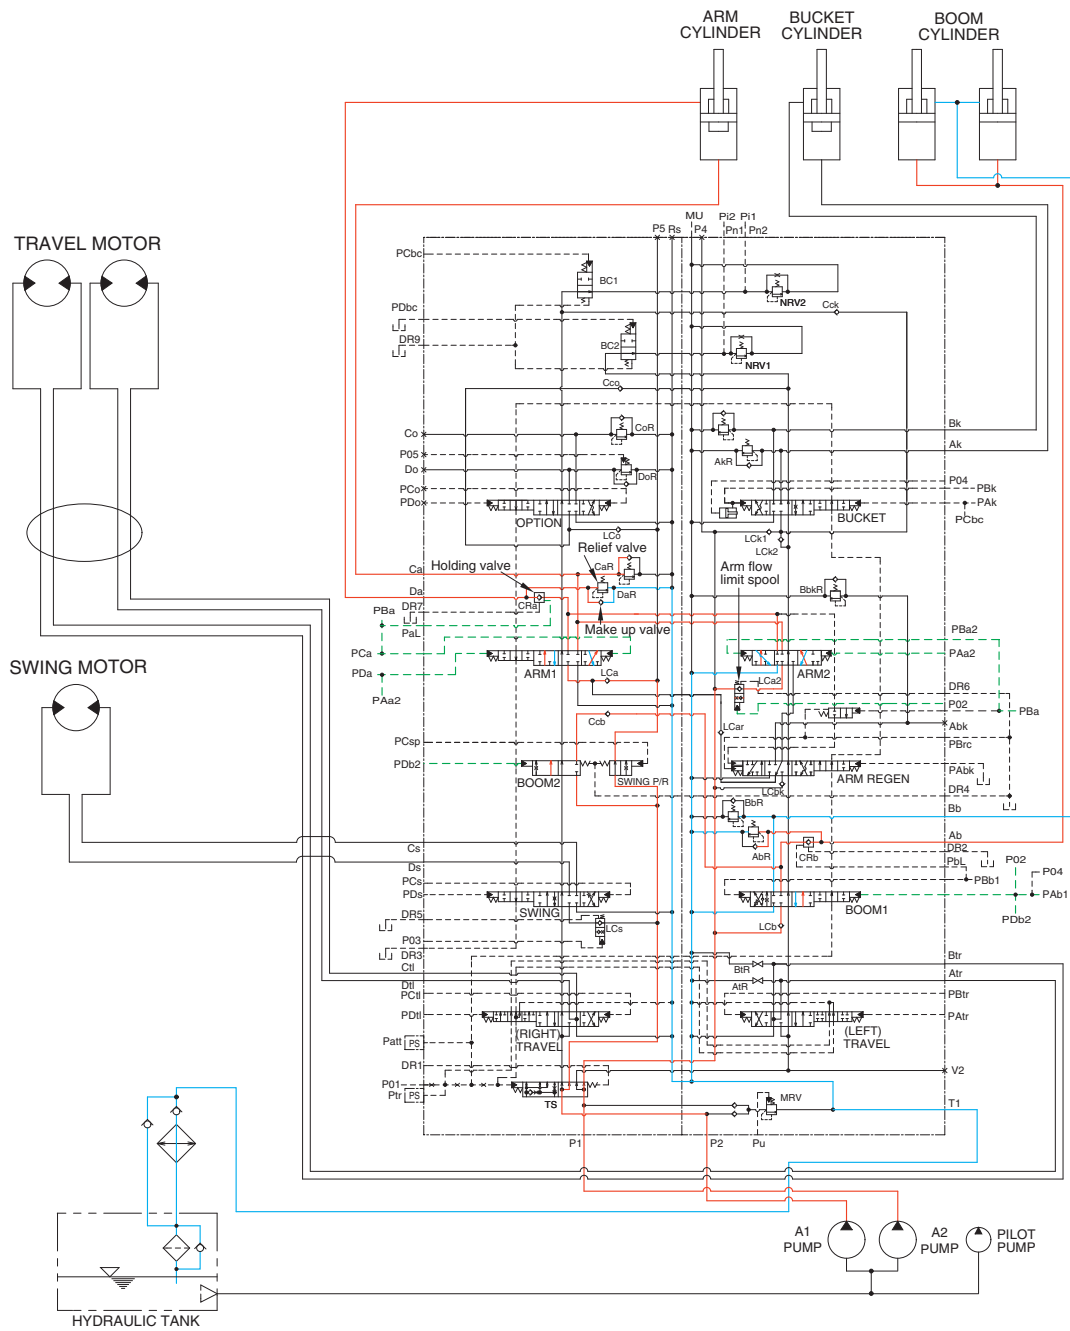 ARM
CYLINDER
BUCKET
CYLINDER
BOOM
CYLINDER
TRAVEL MOTOR
MU
Pi2 Pi1
P5 Rs P4 Pn1 Pn2
PCbc
BC1
NRV2
Cck
PDbc
DR9
BC2
NRV1
Cco
Co
CoR
Bk
Ak
P05
AkR
Do
DoR
P04
PCo
PBk
PDo
PAk
OPTION
BUCKET
PCbc
LCo
LCk1
LCk2
Relief valve
Holding valve
CaR
Arm flow
limit spool
Ca
Da
DaR
BbkR
CRa
DR7
PBa
PaL
Make up valve
PBa2
PCa
PAa2
PDa
ARM1
LCa
LCa2
ARM2
PAa2
DR6
P02
PBa
Ccb
LCar
Abk
PCsp
PBrc
PDb2
PAbk
BOOM2
SWING P/R
ARM REGEN
LCbk
DR4
SWING MOTOR
BbR
Bb
AbR
CRb
Ab
DR2
PbL
P02
P04
Cs
Ds
PCs
PBb1
PDs
PAb1
SWING
BOOM1
PDb2
DR5
LCs
LCb
P03
DR3
Ctl
BtR
Btr
AtR
Atr
Dtl
PCtl
PBtr
PDtl
PAtr
(RIGHT)
TRAVEL
(LEFT)
TRAVEL
Patt PS
DR1
P01
V2
Ptr PS
TS
MRV
T1
P1
P2
Pu
A1
PUMP
A2
PUMP
PILOT
PUMP
HYDRAULIC TANK